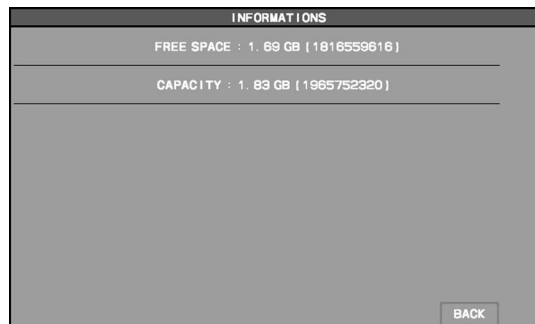 INFORMATIONS
FREE SPACE : 1.69 GB (1816559616)
CAPACITY : 1.83 GB (1965752320)
BACK